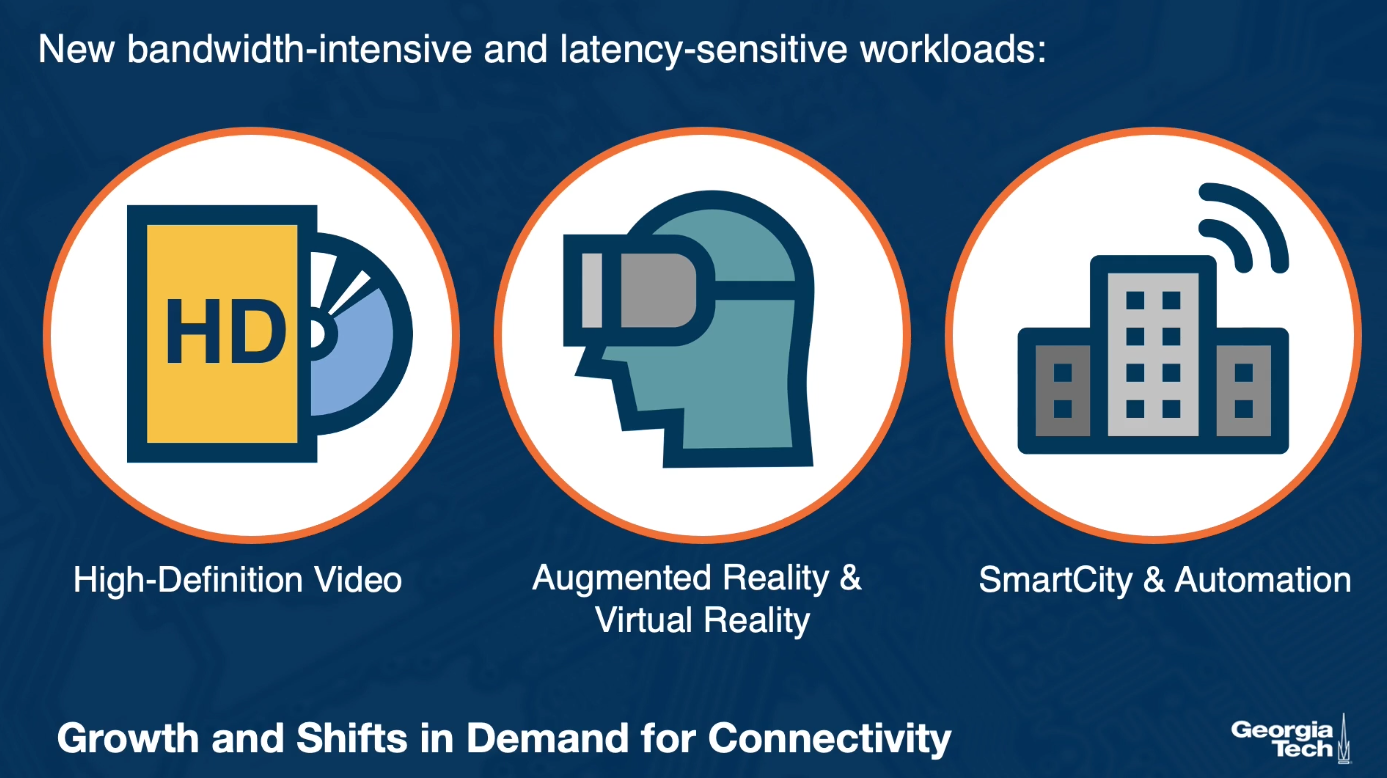 New bandwidth-intensive and latency-sensitive workloads:
HD
High-Definition Video
Augmented Reality &
Virtual Reality
SmartCity & Automation
Growth and Shifts in Demand for Connectivity
Georgia
Tech